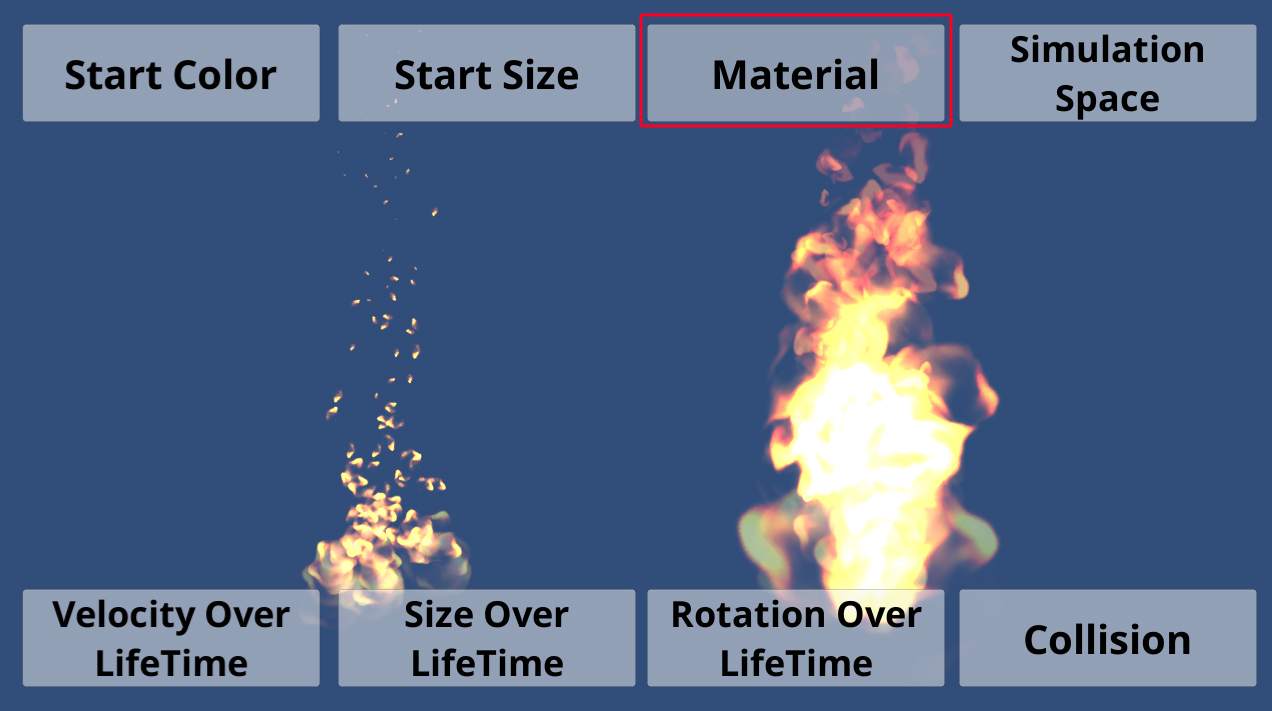 Start Color
Start Size
Material
Simulation
Space
Velocity Over
LifeTime
Size Over
LifeTime
Rotation Over
LifeTime
Collision